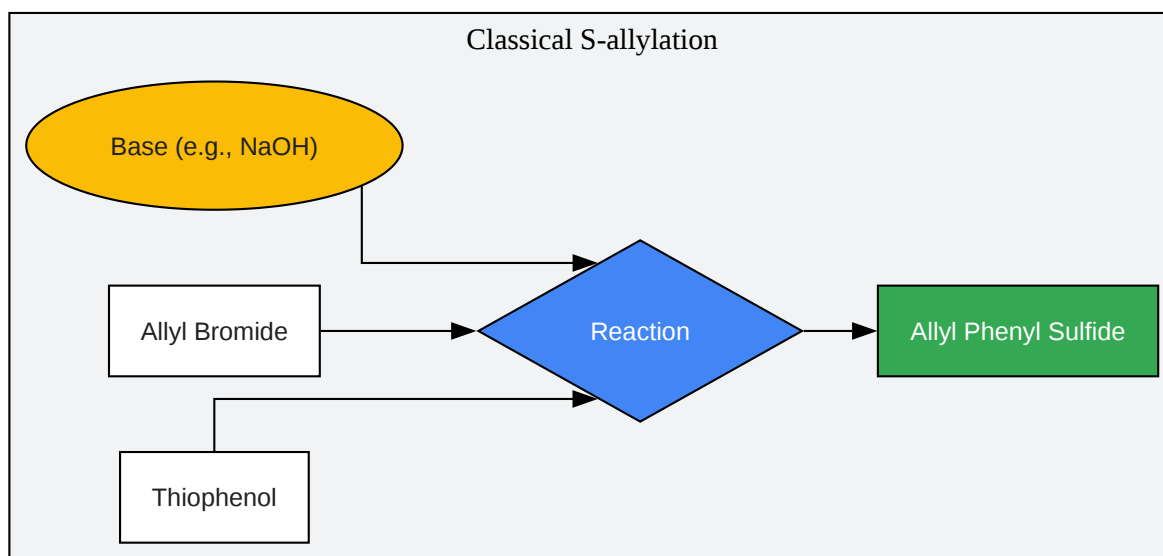 Classical S-allylation
Base (e.g., NaOH)
Allyl Bromide
Reaction
Allyl Phenyl Sulfide
Thiophenol